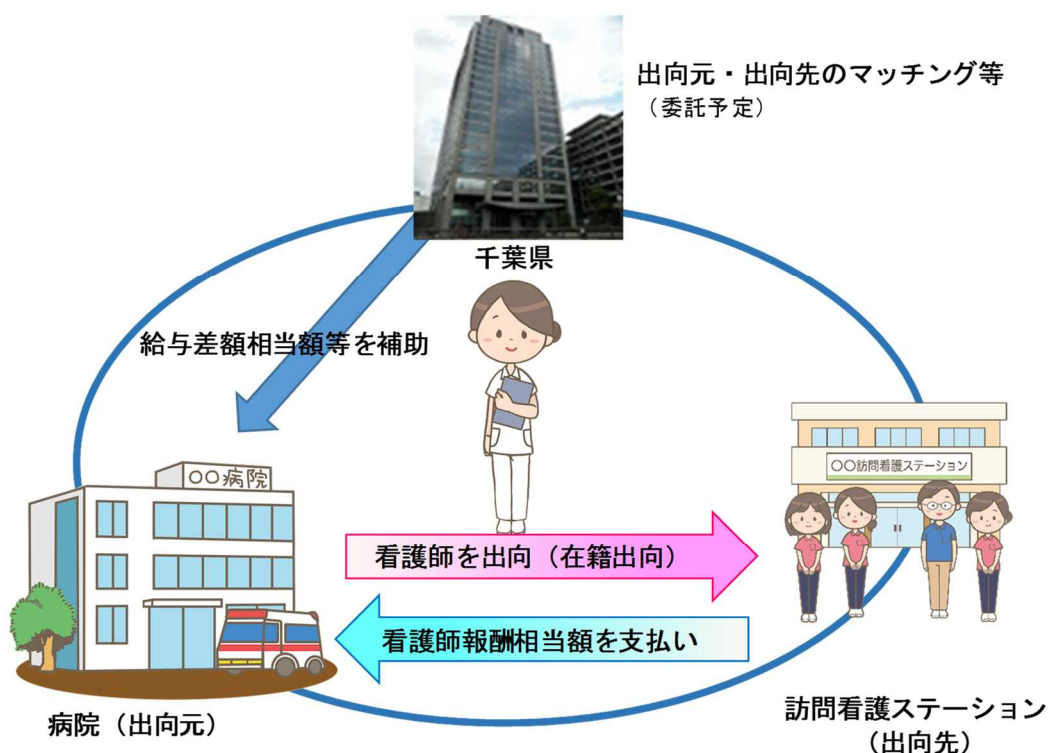 出向元・出向先のマッチング等
（委託予定）
千葉県
給与差額相当額等を補助
〇〇病院
〇〇訪問看護ステーション
看護師を出向（在籍出向）
看護師報酬相当額を支払い
病院（出向元）
訪問看護ステーション
（出向先）